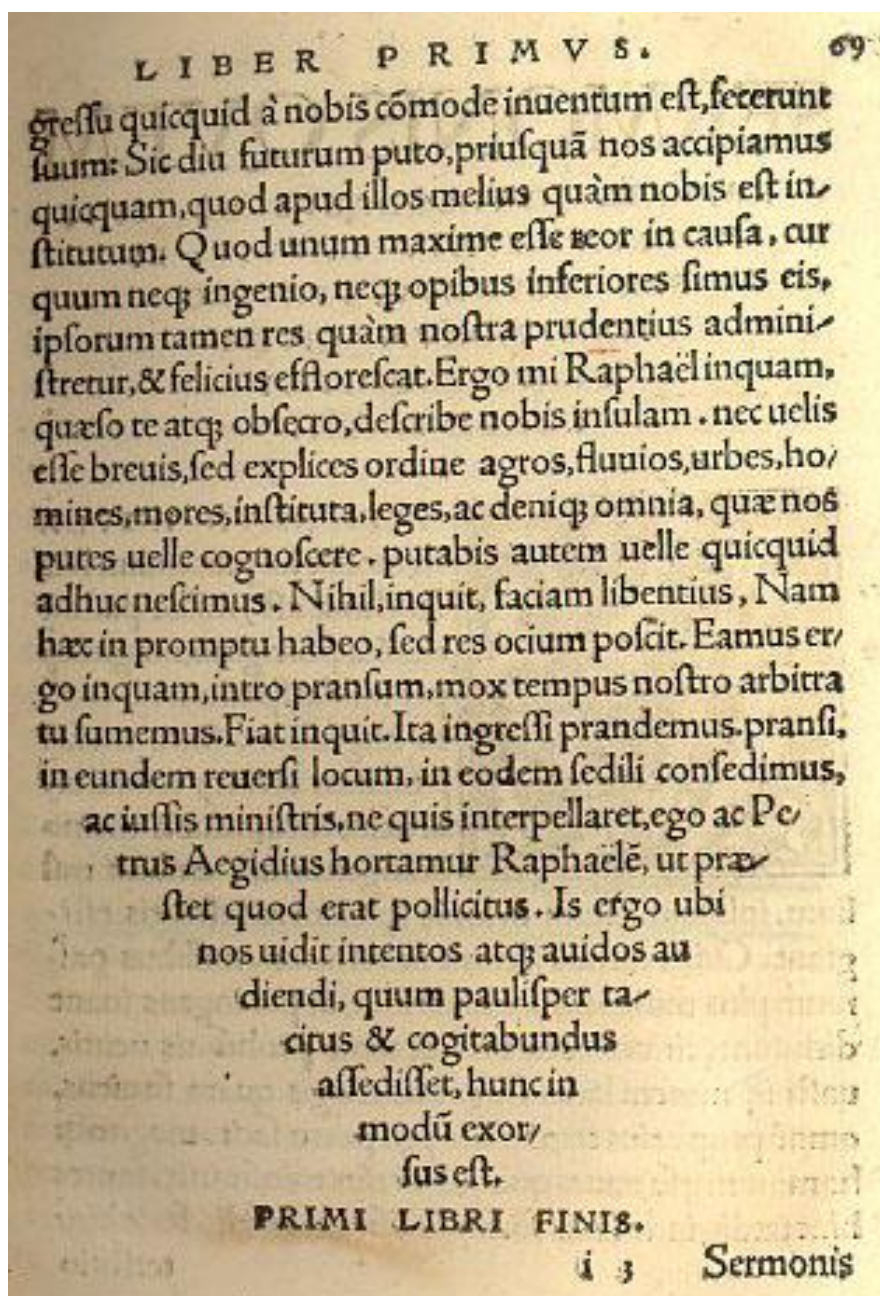 LIBER PRIMVS. 69
greſſu quicquid à nobis cõmode inuentum eſt, fecerunt
ſuum: Sic diu futurum puto, priuſquã nos accipiamus
quicquam, quod apud illos melius quàm nobis eſt in-
ſtitutum. Quod unum maxime eſſe reor in cauſa, cur
quum neq; ingenio, neq; opibus inferiores ſimus eis,
ipſorum tamen res quàm noſtra prudentius admini-
ſtretur, & felicius effloreſcat. Ergo mi Raphaël inquam,
quæſo te atq; obſecro, deſcribe nobis inſulam. nec uelis
eſſe breuis, ſed explices ordine agros, fluuios, urbes, ho/
mines, mores, inſtituta, leges, ac deniq; omnia, quæ nos
putes uelle cognoſcere. putabis autem uelle quicquid
adhuc neſcimus. Nihil, inquit, faciam libentius, Nam
hæc in promptu habeo, ſed res ocium poſcit. Eamus er/
go inquam, intro pranſum, mox tempus noſtro arbitra
tu ſumemus. Fiat inquit. Ita ingreſſi prandemus. pranſi,
in eundem reuerſi locum, in eodem ſedili conſedimus,
ac iuſſis miniſtris, ne quis interpellaret, ego ac Pe/
trus Aegidius hortamur Raphaëlẽ, ut præ-
ſtet quod erat pollicitus. Is ergo ubi
nos uidit intentos atq; auidos au
diendi, quum pauliſper ta-
citus & cogitabundus
aſſediſſet, hunc in
modũ exor/
ſus eſt.
PRIMI LIBRI FINIS.
i 3 Sermonis